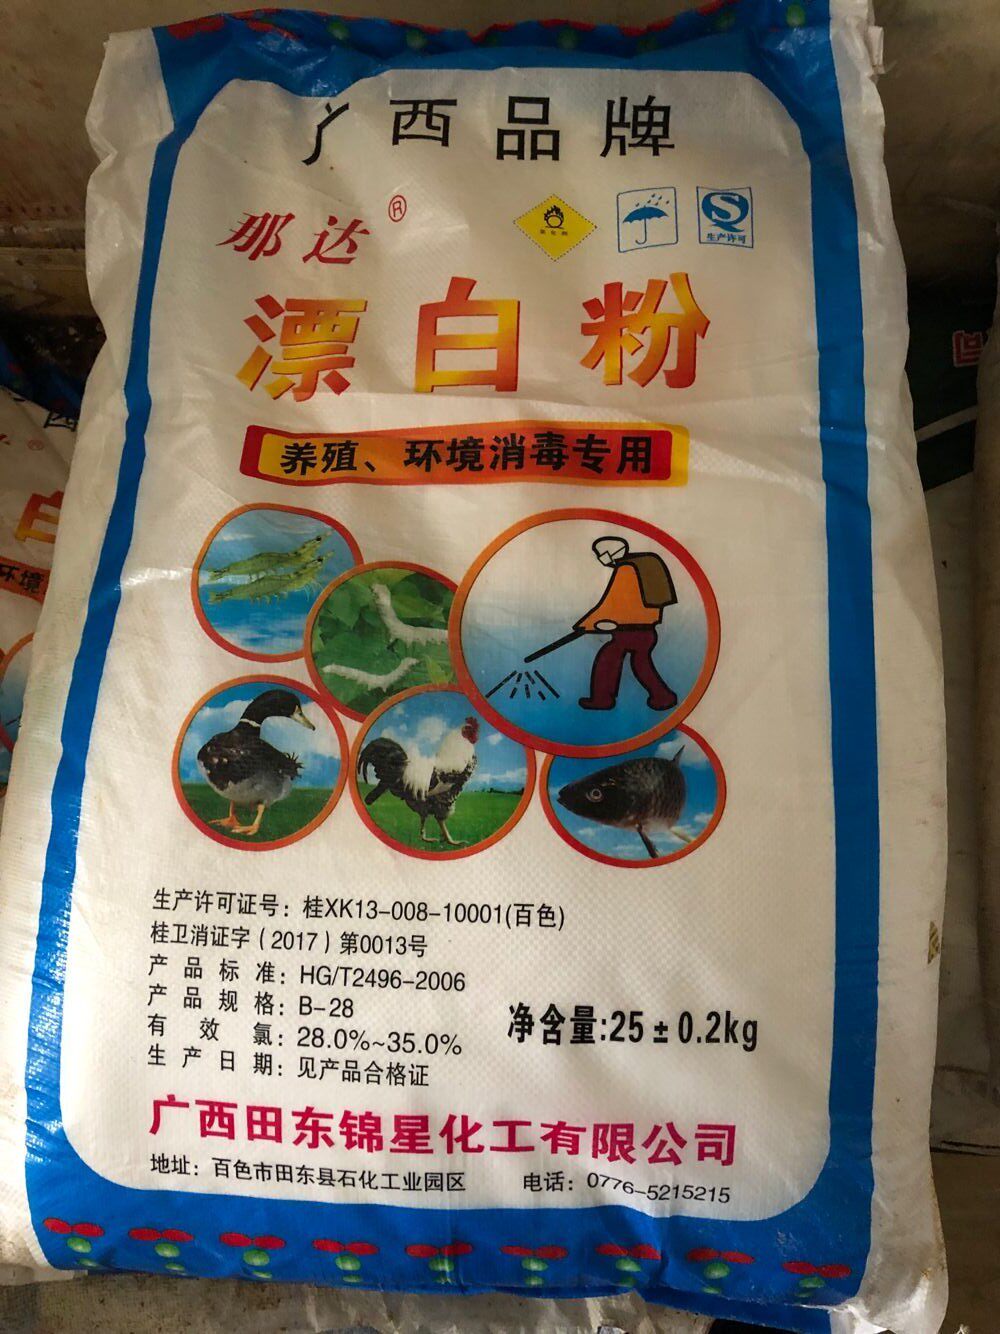 广西品牌
那达®
氧化剂
生产许可
漂白粉
养殖、环境消毒专用
生产许可证号：桂XK13-008-10001(百色)
桂卫消证字（2017）第0013号
产品标准：HG/T2496-2006
产品规格：B-28
有效氯：28.0%~35.0%
生产日期：见产品合格证
净含量:25±0.2kg
广西田东锦星化工有限公司
地址：百色市田东县石化工业园区 电话：0776-5215215